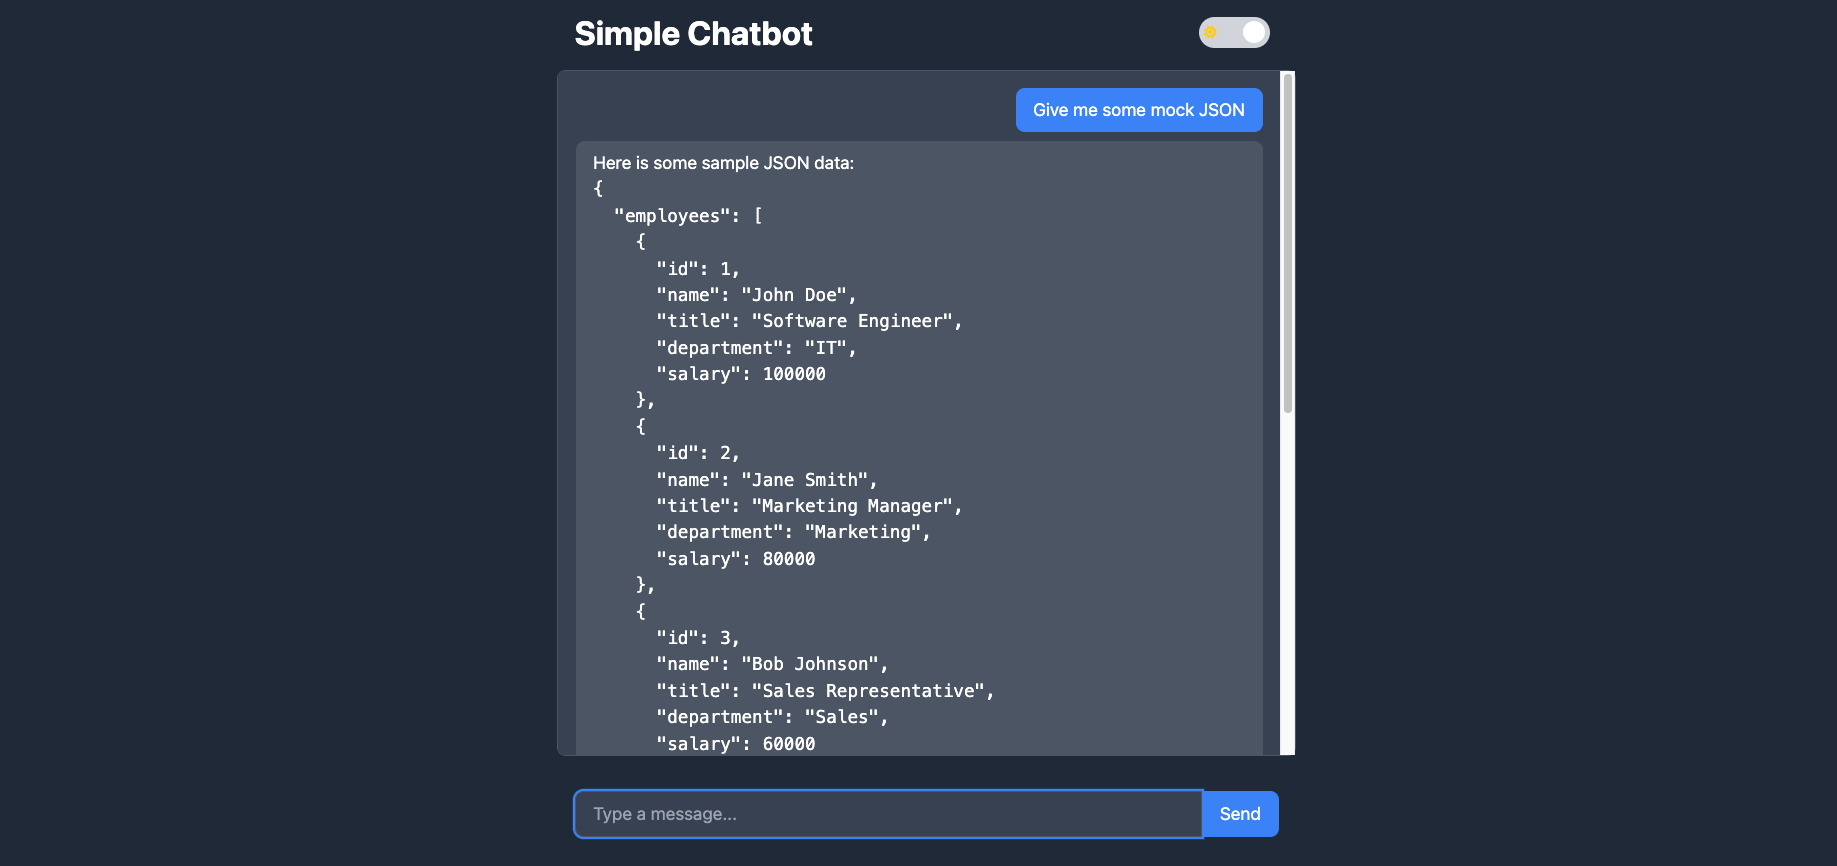 Simple Chatbot
Give me some mock JSON
Here is some sample JSON data:
{
  "employees": [
    {
      "id": 1,
      "name": "John Doe",
      "title": "Software Engineer",
      "department": "IT",
      "salary": 100000
    },
    {
      "id": 2,
      "name": "Jane Smith",
      "title": "Marketing Manager",
      "department": "Marketing",
      "salary": 80000
    },
    {
      "id": 3,
      "name": "Bob Johnson",
      "title": "Sales Representative",
      "department": "Sales",
      "salary": 60000
Type a message...
Send